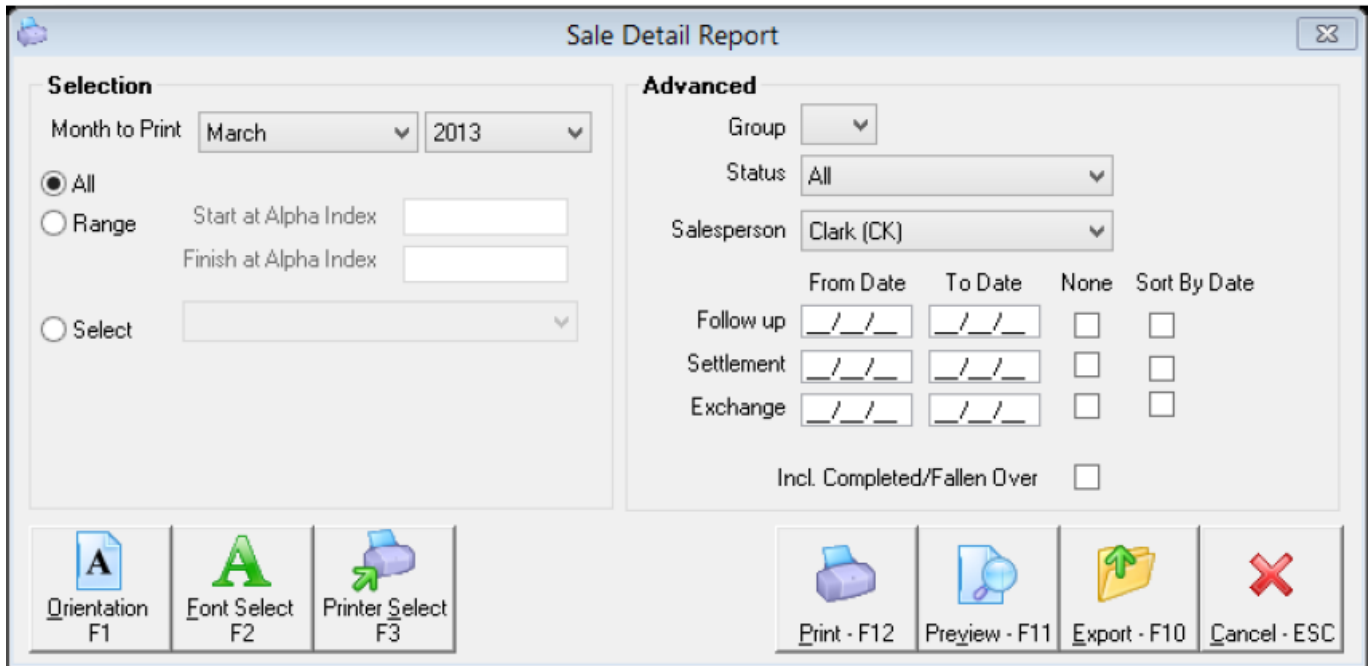 Sale Detail Report
Selection
Month to Print March 2013
All
Range
Start at Alpha Index
Finish at Alpha Index
Select
Advanced
Group
Status All
Salesperson Clark (CK)
From Date To Date None Sort By Date
Follow up __/__/__ __/__/__
Settlement __/__/__ __/__/__
Exchange __/__/__ __/__/__
Incl. Completed/Fallen Over
A
Orientation
F1
A
Font Select
F2
Printer Select
F3
Print - F12
Preview - F11
Export - F10
Cancel - ESC